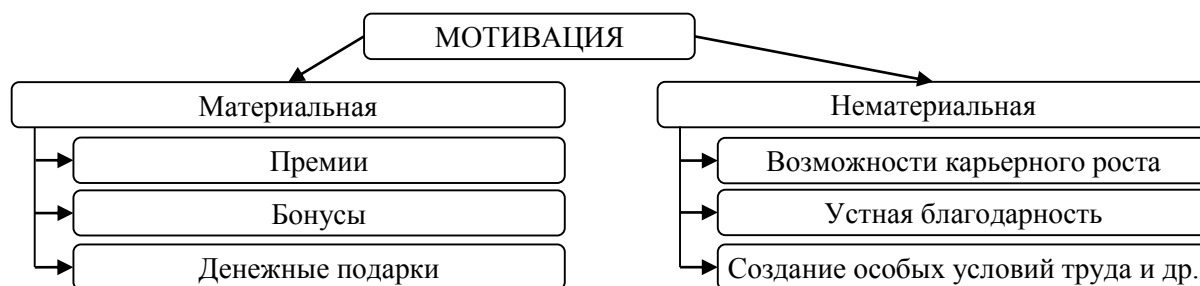 МОТИВАЦИЯ
Материальная
Премии
Бонусы
Денежные подарки
Нематериальная
Возможности карьерного роста
Устная благодарность
Создание особых условий труда и др.